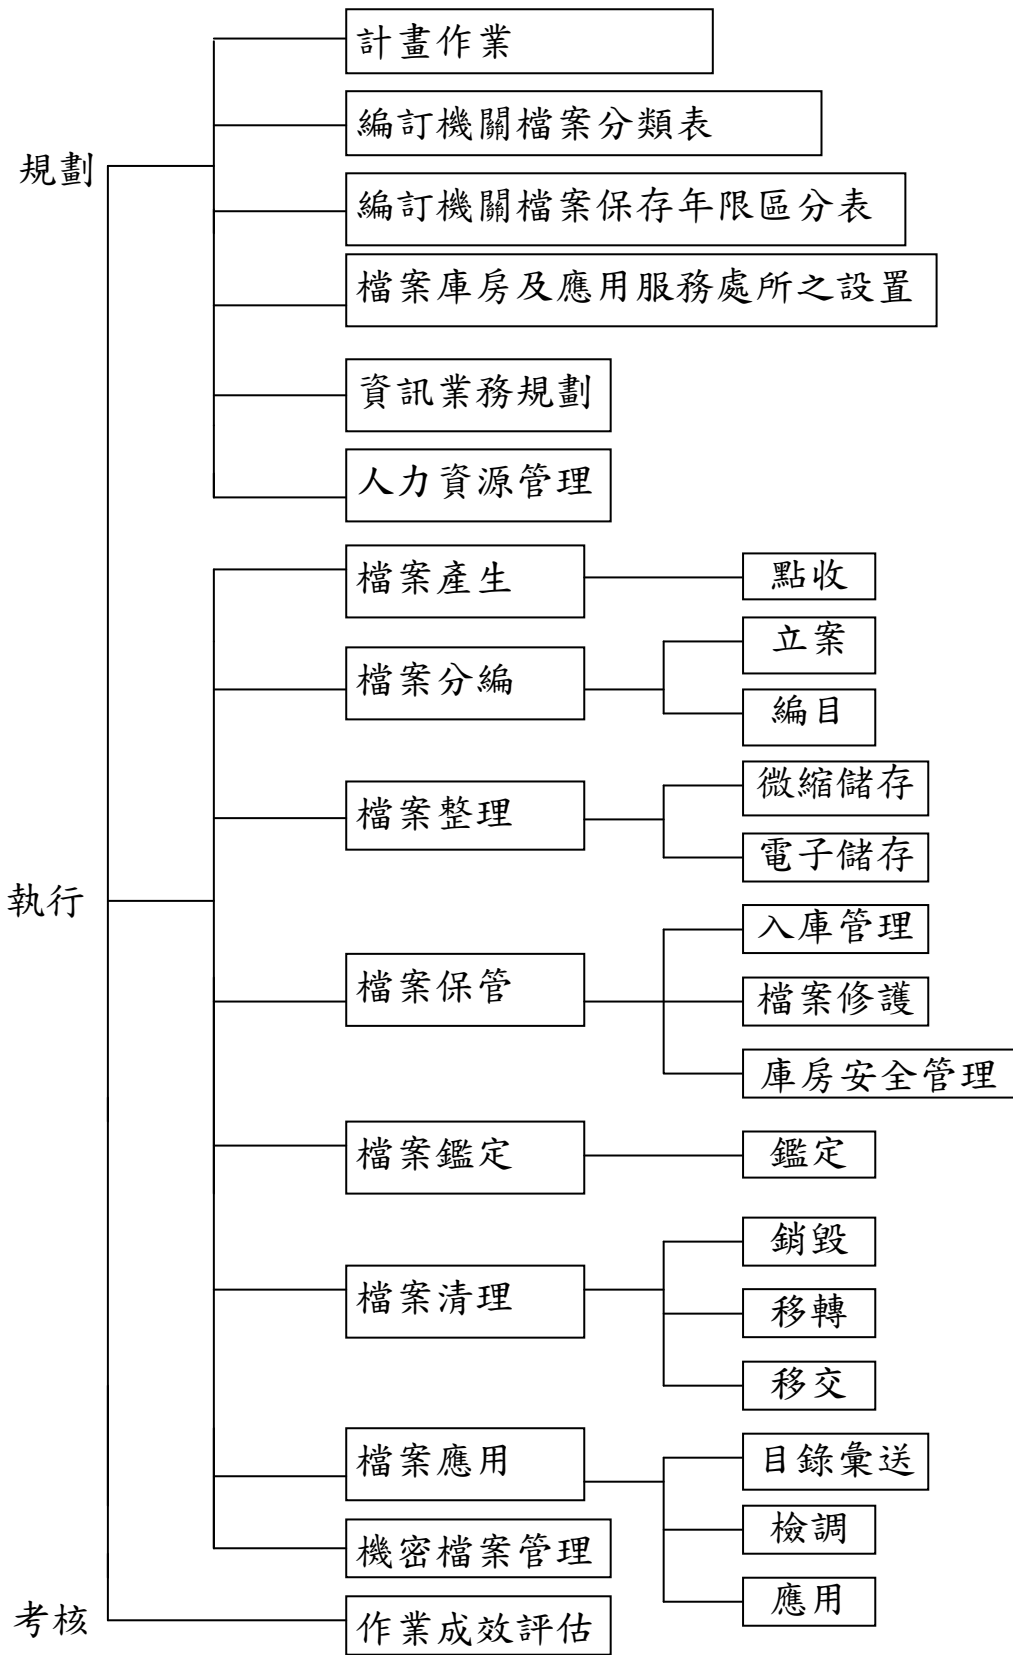 規劃
計畫作業
編訂機關檔案分類表
編訂機關檔案保存年限區分表
檔案庫房及應用服務處所之設置
資訊業務規劃
人力資源管理
執行
檔案產生
點收
檔案分編
立案
編目
檔案整理
微縮儲存
電子儲存
檔案保管
入庫管理
檔案修護
庫房安全管理
檔案鑑定
鑑定
檔案清理
銷毀
移轉
移交
檔案應用
目錄彙送
檢調
應用
機密檔案管理
考核
作業成效評估